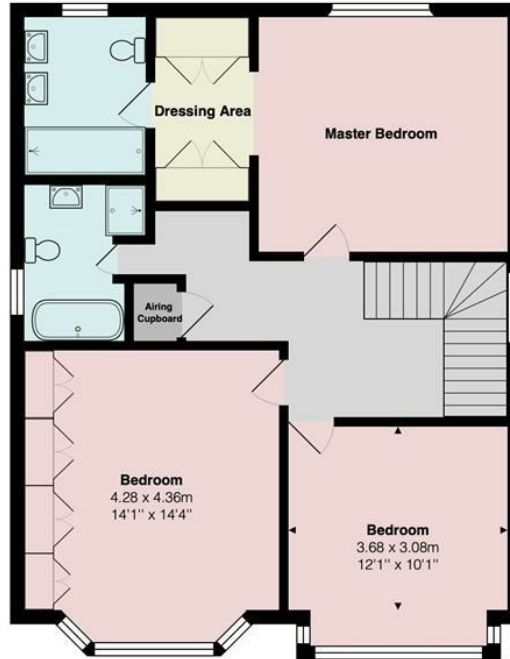 Dressing Area
Master Bedroom
Airing
Cupboard
Bedroom
4.28 x 4.36m
14'1" x 14'4"
Bedroom
3.68 x 3.08m
12'1" x 10'1"